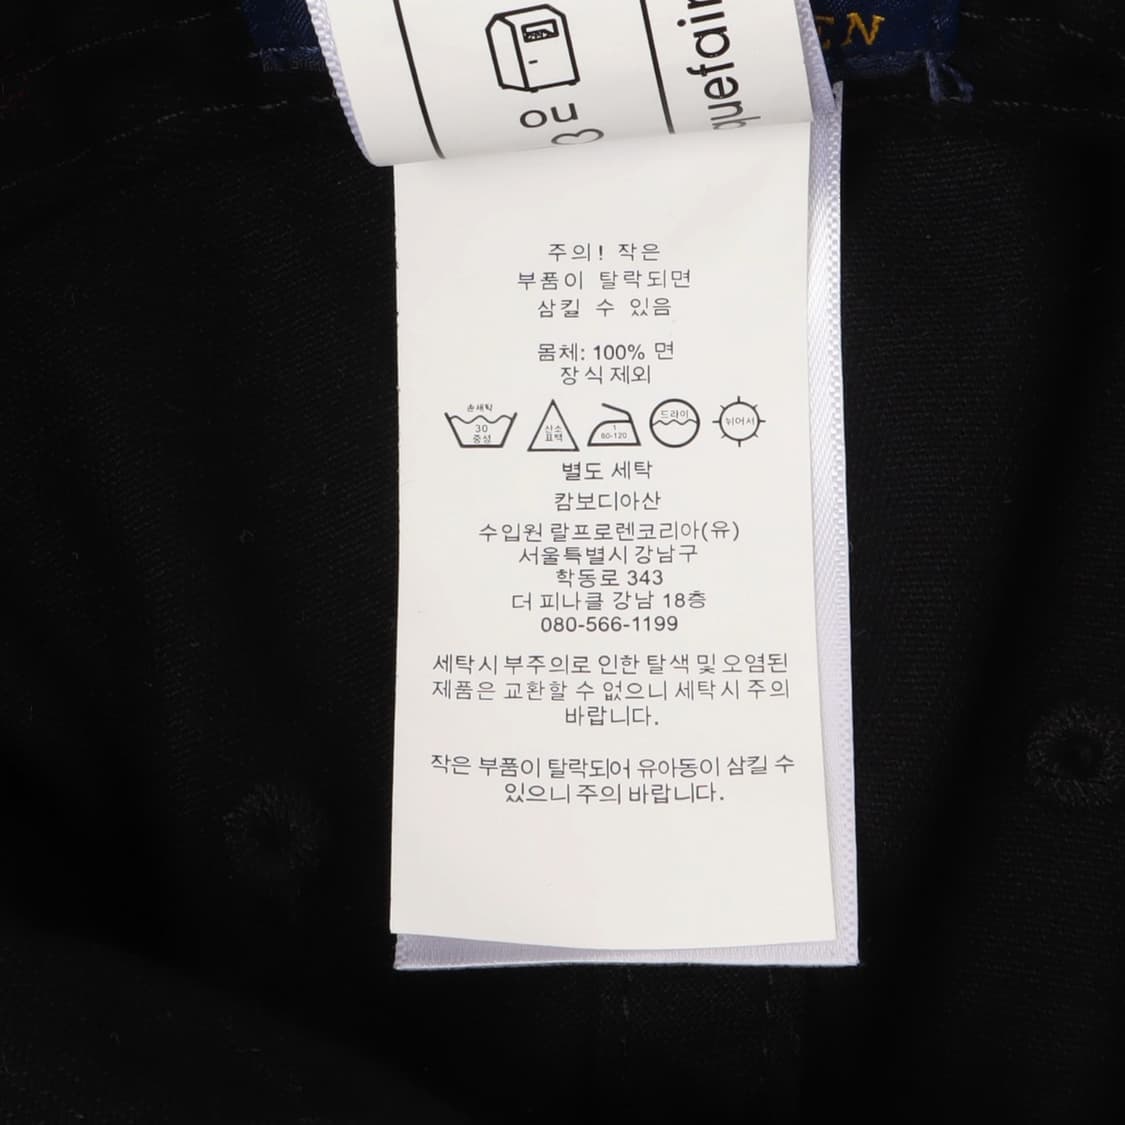 EN
ou
3
quefair
주의! 작은
부품이 탈락되면
삼킬 수 있음
몸체: 100% 면
장식 제외
손세탁
30
중성
산소
표백
1
80-120
드라이
뉘어서
별도 세탁
캄보디아산
수입원 랄프로렌코리아(유)
서울특별시 강남구
학동로 343
더 피나클 강남 18층
080-566-1199
세탁시 부주의로 인한 탈색 및 오염된
제품은 교환할 수 없으니 세탁시 주의
바랍니다.
작은 부품이 탈락되어 유아동이 삼킬 수
있으니 주의 바랍니다.